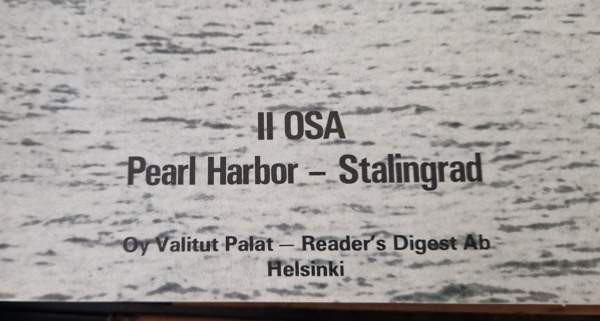 II OSA
Pearl Harbor – Stalingrad
Oy Valitut Palat — Reader's Digest Ab
Helsinki